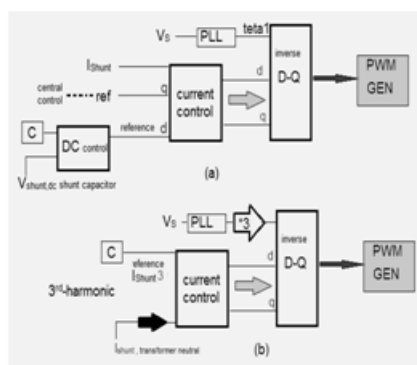 Vs PLL teta1
IShunt
central control ref q
current control
d
q
inverse D-Q
PWM GEN
C
DC control
reference d
Vshunt,dc shunt capacitor
(a)
Vs PLL *3
C
eference
IShunt 3
3rd-harmonic
current control
d
q
inverse D-Q
PWM GEN
Ishunt, transformer neutral
(b)